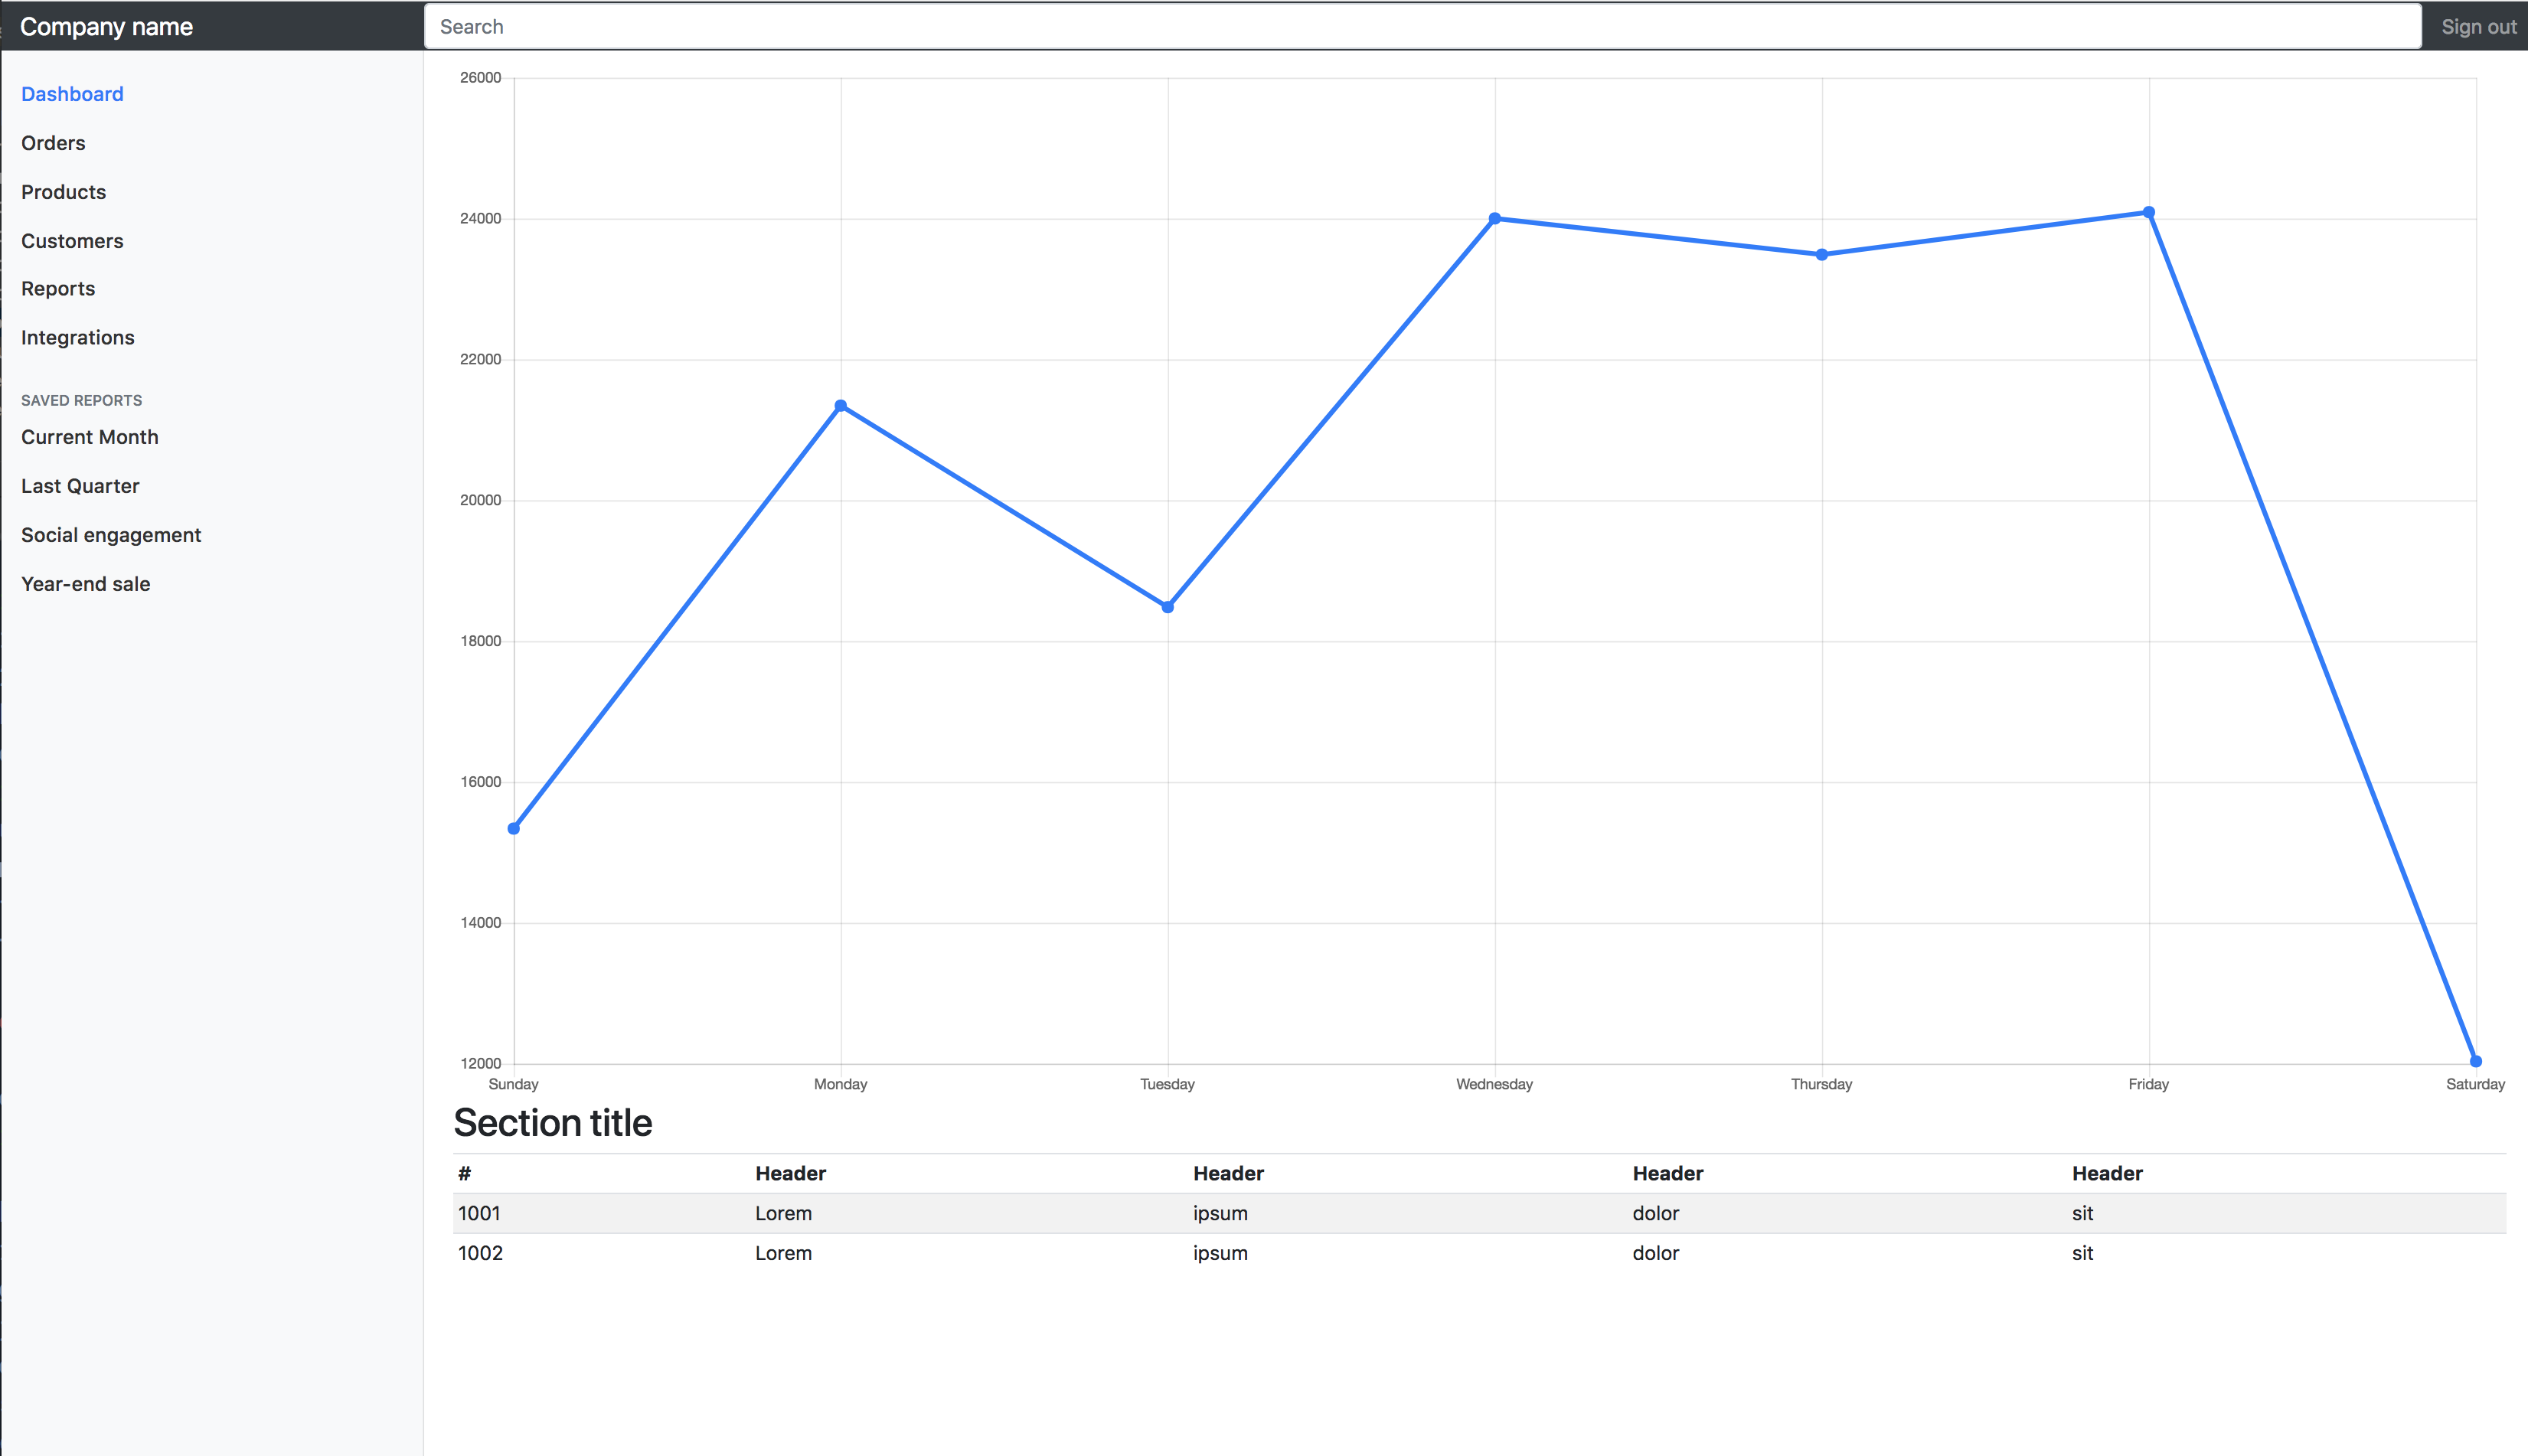 Company name
Search
Sign out
Dashboard
Orders
Products
Customers
Reports
Integrations
SAVED REPORTS
Current Month
Last Quarter
Social engagement
Year-end sale
26000
24000
22000
20000
18000
16000
14000
12000
Sunday Monday Tuesday Wednesday Thursday Friday Saturday
Section title
# Header Header Header Header
1001 Lorem ipsum dolor sit
1002 Lorem ipsum dolor sit